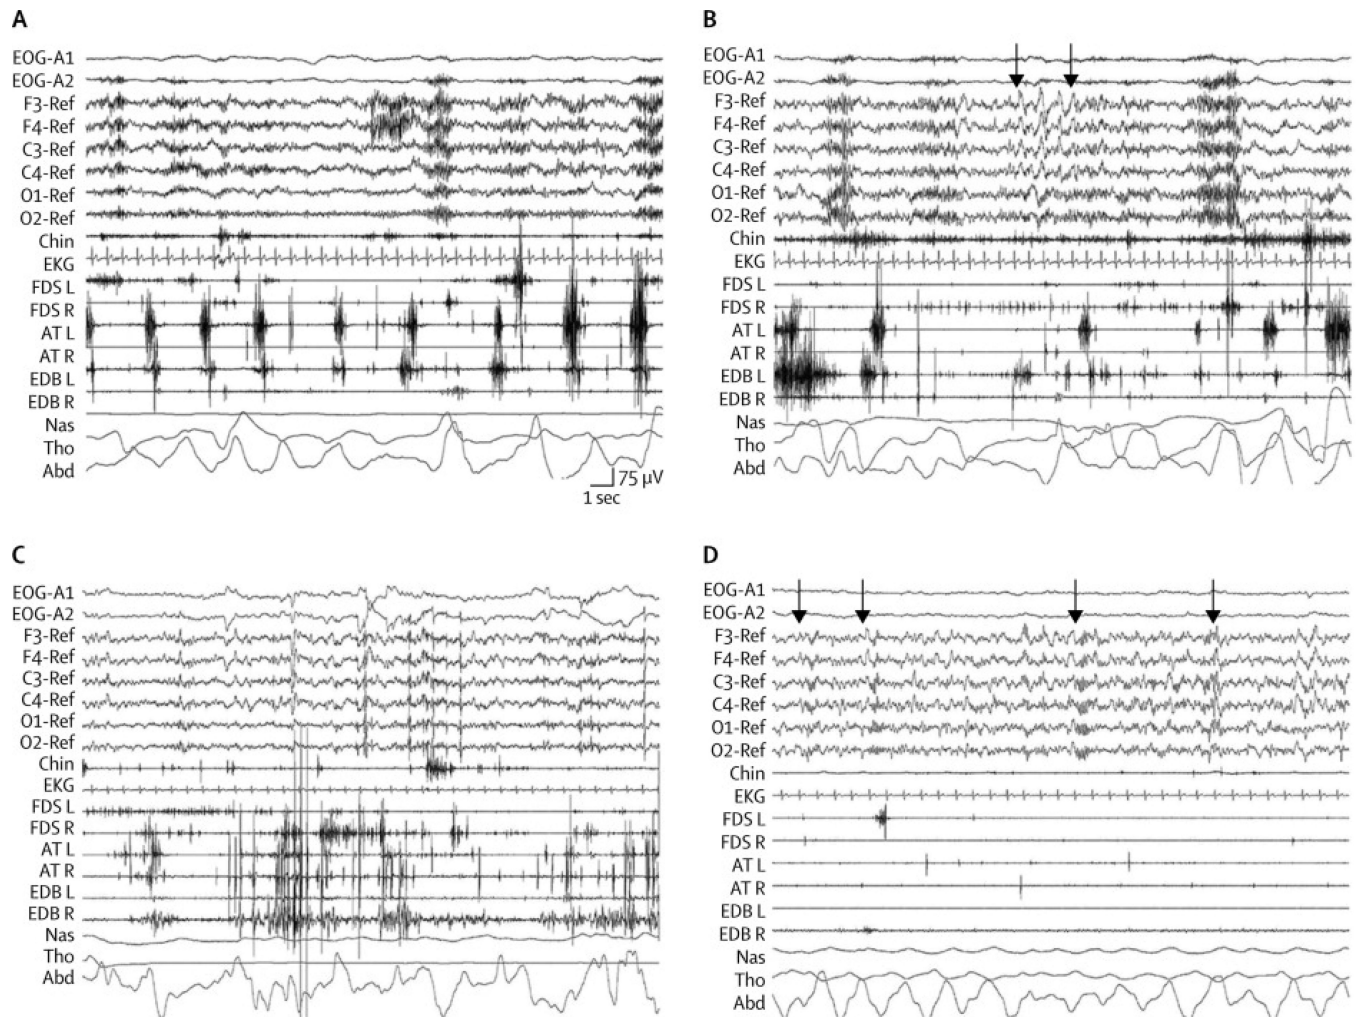 A
EOG-A1
EOG-A2
F3-Ref
F4-Ref
C3-Ref
C4-Ref
O1-Ref
O2-Ref
Chin
EKG
FDS L
FDS R
AT L
AT R
EDB L
EDB R
Nas
Tho
Abd
75 µV
1 sec
B
EOG-A1
EOG-A2
F3-Ref
F4-Ref
C3-Ref
C4-Ref
O1-Ref
O2-Ref
Chin
EKG
FDS L
FDS R
AT L
AT R
EDB L
EDB R
Nas
Tho
Abd
C
EOG-A1
EOG-A2
F3-Ref
F4-Ref
C3-Ref
C4-Ref
O1-Ref
O2-Ref
Chin
EKG
FDS L
FDS R
AT L
AT R
EDB L
EDB R
Nas
Tho
Abd
D
EOG-A1
EOG-A2
F3-Ref
F4-Ref
C3-Ref
C4-Ref
O1-Ref
O2-Ref
Chin
EKG
FDS L
FDS R
AT L
AT R
EDB L
EDB R
Nas
Tho
Abd